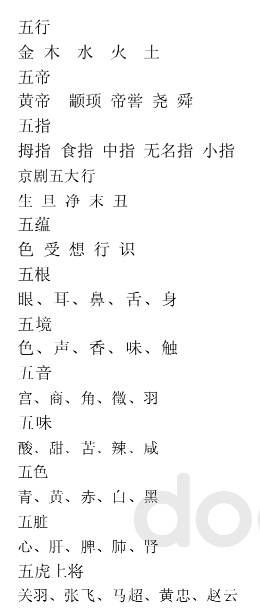 五行
金 木 水 火 土
五帝
黄帝 颛顼 帝喾 尧 舜
五指
拇指 食指 中指 无名指 小指
京剧五大行
生 旦 净 末 丑
五蕴
色 受 想 行 识
五根
眼、耳、鼻、舌、身
五境
色、声、香、味、触
五音
宫、商、角、徵、羽
五味
酸、甜、苦、辣、咸
五色
青、黄、赤、白、黑
五脏
心、肝、脾、肺、肾
五虎上将
关羽、张飞、马超、黄忠、赵云